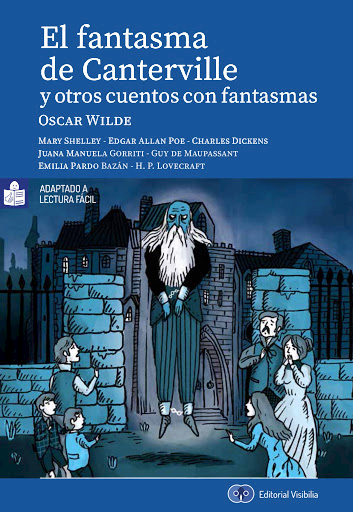 El fantasma
de Canterville
y otros cuentos con fantasmas
OSCAR WILDE
MARY SHELLEY - EDGAR ALLAN POE - CHARLES DICKENS
JUANA MANUELA GORRITI - GUY DE MAUPASSANT
EMILIA PARDO BAZÁN - H. P. LOVECRAFT
ADAPTADO A
LECTURA FÁCIL
Editorial Visibilia